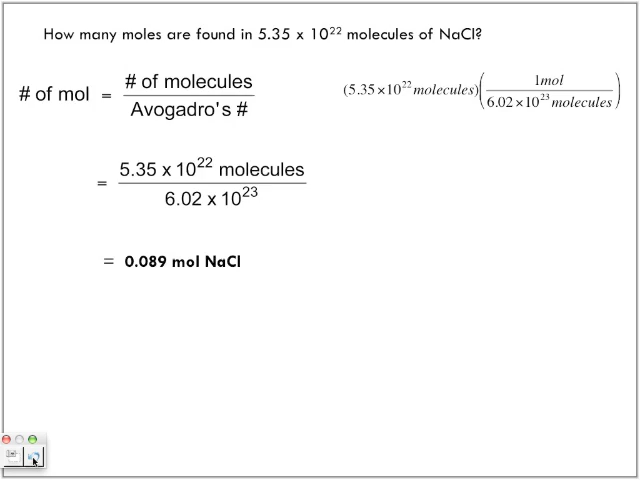 How many moles are found in 5.35 x 10²² molecules of NaCl?
# of mol = # of molecules / Avogadro's #
(5.35×10²² molecules)(1mol / 6.02×10²³ molecules)
= 5.35 x 10²² molecules / 6.02 x 10²³
= 0.089 mol NaCl